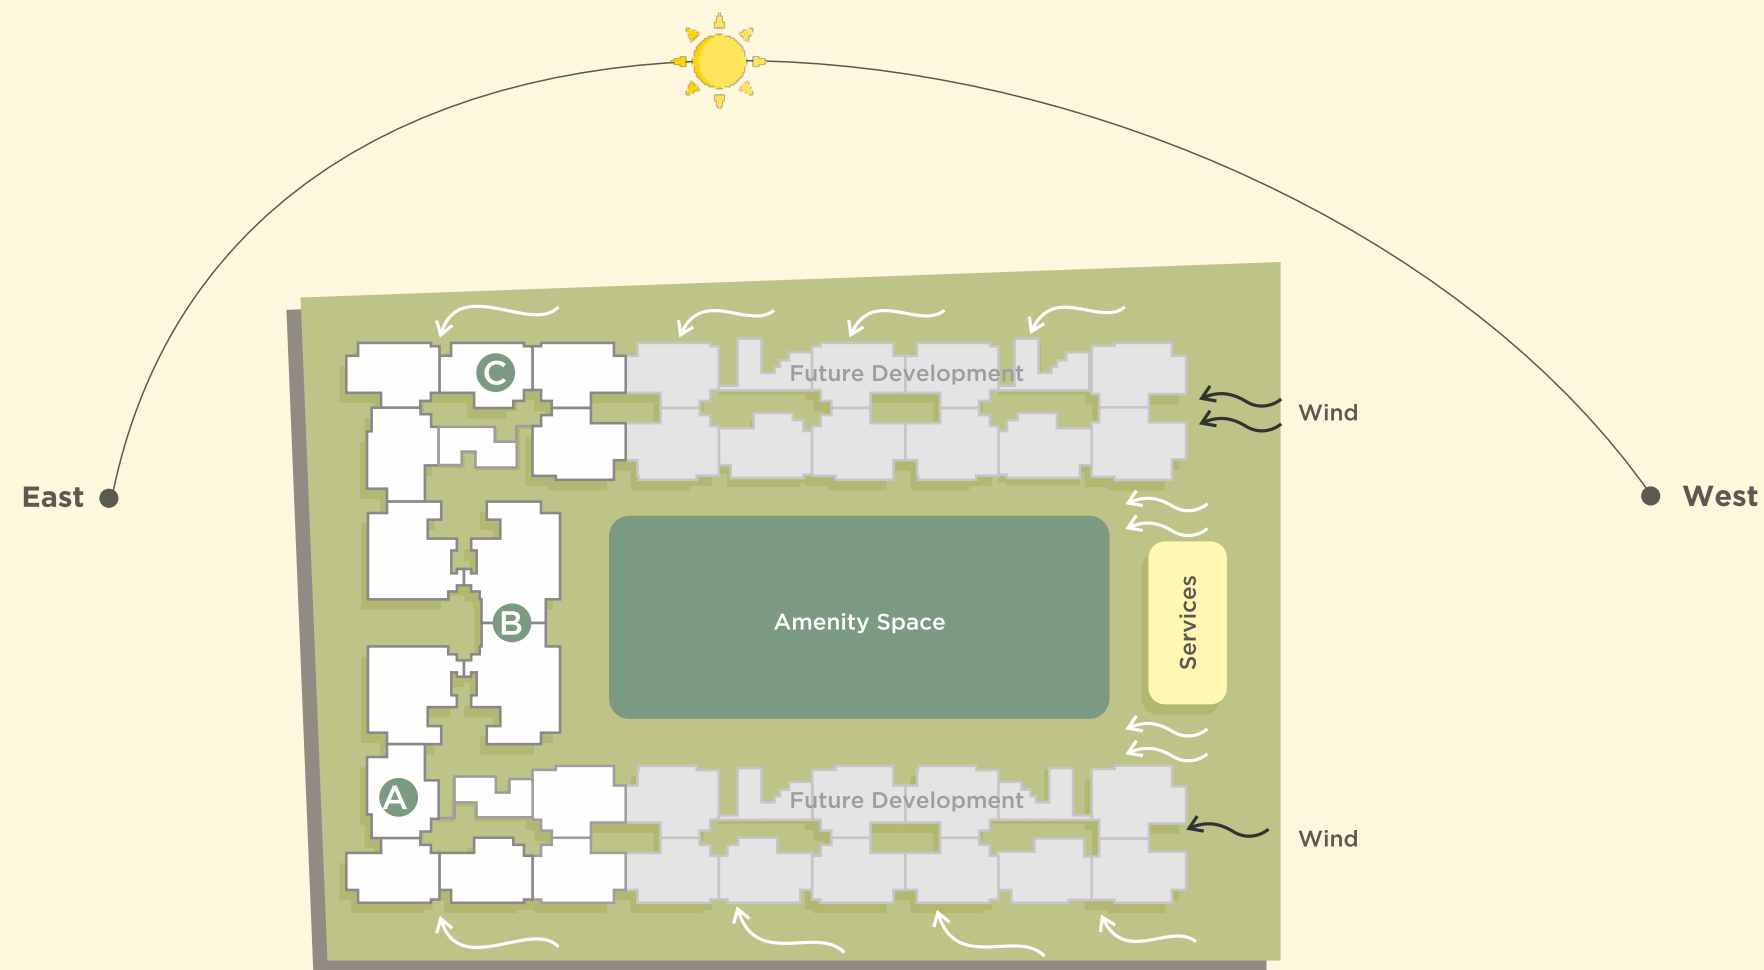 C
Future Development
Wind
East
West
Amenity Space
Services
B
A
Future Development
Wind